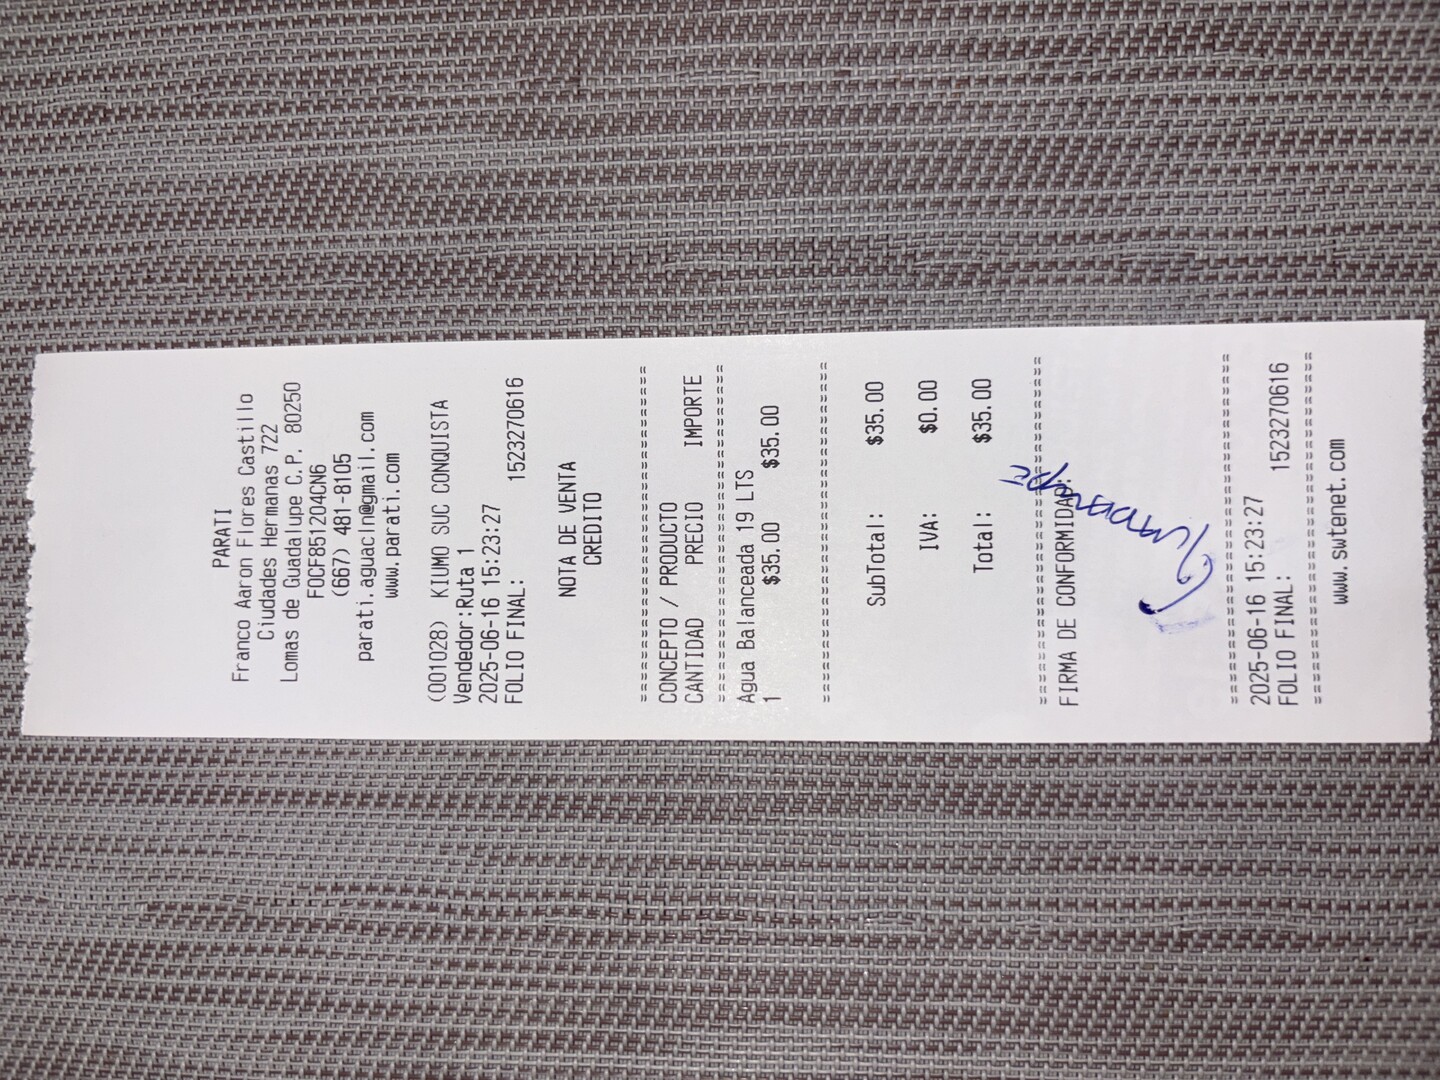 PARATI
Franco Aaron Flores Castillo
Ciudades Hermanas 722
Lomas de Guadalupe C.P. 80250
FOCF851204CN6
(667) 481-8105
parati.aguacln@gmail.com
www.parati.com
(001028) KIUMO SUC CONQUISTA
Vendedor:Ruta 1
2025-06-16 15:23:27
FOLIO FINAL: 1523270616
NOTA DE VENTA
CREDITO
==================================
CONCEPTO / PRODUCTO
CANTIDAD PRECIO IMPORTE
==================================
Agua Balanceada 19 LTS
1 $35.00 $35.00
==================================
SubTotal: $35.00
IVA: $0.00
Total: $35.00
==================================
FIRMA DE CONFORMIDAD:
==================================
2025-06-16 15:23:27
FOLIO FINAL: 1523270616
==================================
www.swtenet.com